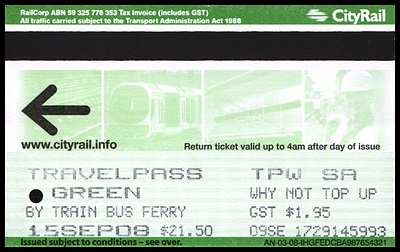 RailCorp ABN 59 325 778 353 Tax Invoice (includes GST)
All traffic carried subject to the Transport Administration Act 1988
CityRail
www.cityrail.info
Return ticket valid up to 4am after day of issue
TRAVELPASS TPW SA
GREEN WHY NOT TOP UP
BY TRAIN BUS FERRY GST $1.95
15SEP08 $21.50 09SE 1729145993
Issued subject to conditions – see over.
AN-03-08-IHGFEDCBA987654321